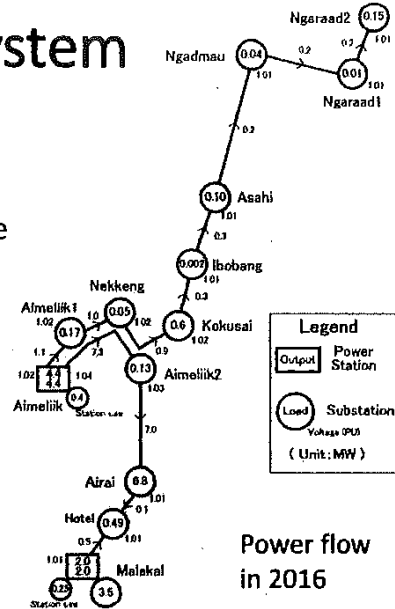 ystem
e
Ngaraad2
0.15
1.01
0.2
Ngadmau
0.04
1.01
0.2
0.01
1.01
Ngaraad1
0.2
0.10
Asahi
1.01
0.3
0.002
Ibobang
1.01
0.3
Nekkeng
0.05
1.02
0.6
Kokusai
1.02
0.9
Aimeliik1
1.02
0.17
1.0
7.3
1.1
0.13
Aimeliik2
1.03
1.02
4.4
4.4
1.04
Aimeliik
0.4
Station Use
7.0
Airai
6.8
1.01
0.1
Hotel
0.49
1.01
0.5
1.01
2.0
2.0
Malakal
0.25
Station Use
3.5
Legend
Output
Power
Station
Load
Substation
Voltage (PU)
(Unit: MW)
Power flow
in 2016